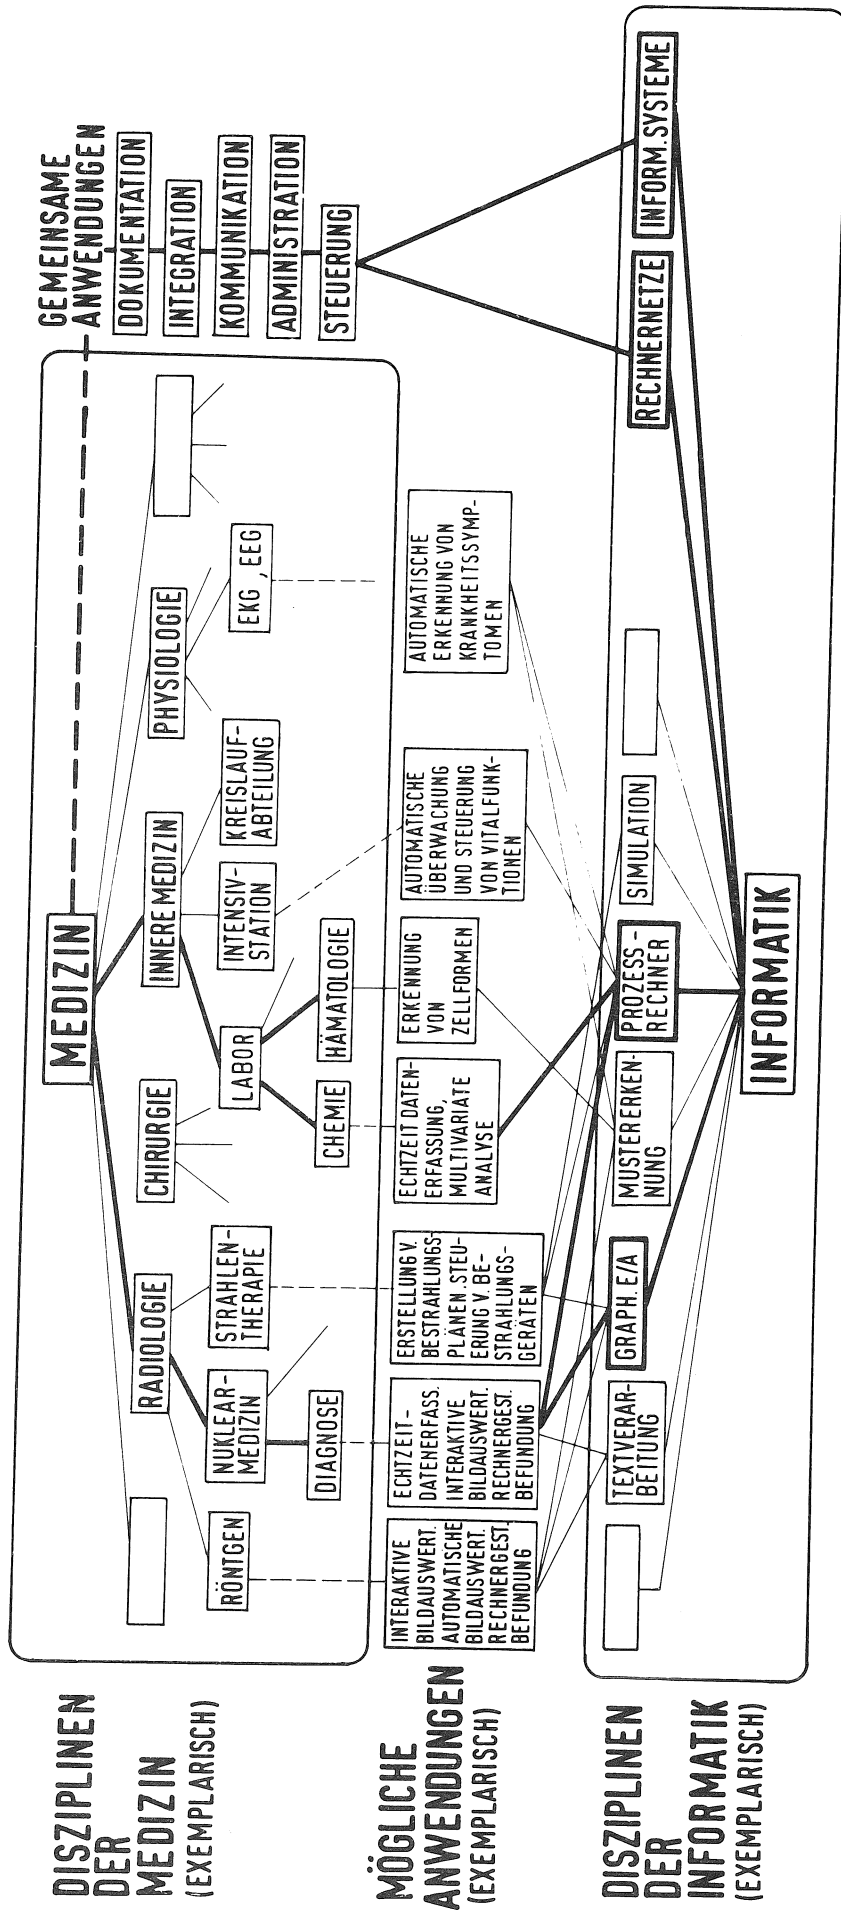 DISZIPLINEN
DER
MEDIZIN
(EXEMPLARISCH)
MEDIZIN
GEMEINSAME
ANWENDUNGEN
RADIOLOGIE
CHIRURGIE
INNERE MEDIZIN
PHYSIOLOGIE
DOKUMENTATION
INTEGRATION
KOMMUNIKATION
ADMINISTRATION
STEUERUNG
RÖNTGEN
NUKLEAR-
MEDIZIN
STRAHLEN-
THERAPIE
LABOR
INTENSIV-
STATION
KREISLAUF-
ABTEILUNG
EKG , EEG
DIAGNOSE
CHEMIE
HÄMATOLOGIE
MÖGLICHE
ANWENDUNGEN
(EXEMPLARISCH)
INTERAKTIVE
BILDAUSWERT.
AUTOMATISCHE
BILDAUSWERT.
RECHNERGEST.
BEFUNDUNG
ECHTZEIT-
DATENERFASS.
INTERAKTIVE
BILDAUSWERT.
RECHNERGEST.
BEFUNDUNG
ERSTELLUNG V.
BESTRAHLUNGS-
PLÄNEN. STEU-
ERUNG V. BE-
STRAHLUNGS-
GERÄTEN
ECHTZEIT DATEN-
ERFASSUNG,
MULTIVARIATE
ANALYSE
ERKENNUNG
VON
ZELLFORMEN
AUTOMATISCHE
ÜBERWACHUNG
UND STEUERUNG
VON VITALFUNK-
TIONEN
AUTOMATISCHE
ERKENNUNG VON
KRANKHEITSSYMP-
TOMEN
DISZIPLINEN
DER
INFORMATIK
(EXEMPLARISCH)
TEXTVERAR-
BEITUNG
GRAPH. E/A
MUSTERERKEN-
NUNG
PROZESS-
RECHNER
SIMULATION
RECHNERNETZE
INFORM. SYSTEME
INFORMATIK